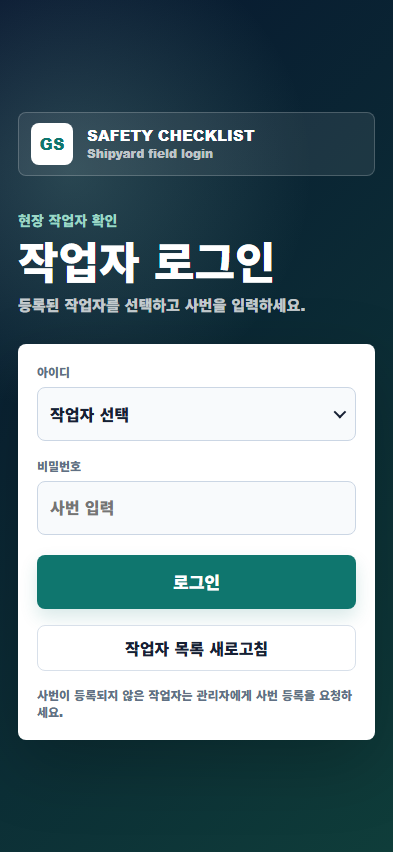 GS
SAFETY CHECKLIST
Shipyard field login
현장 작업자 확인
작업자 로그인
등록된 작업자를 선택하고 사번을 입력하세요.
아이디
작업자 선택
비밀번호
사번 입력
로그인
작업자 목록 새로고침
사번이 등록되지 않은 작업자는 관리자에게 사번 등록을 요청하
세요.